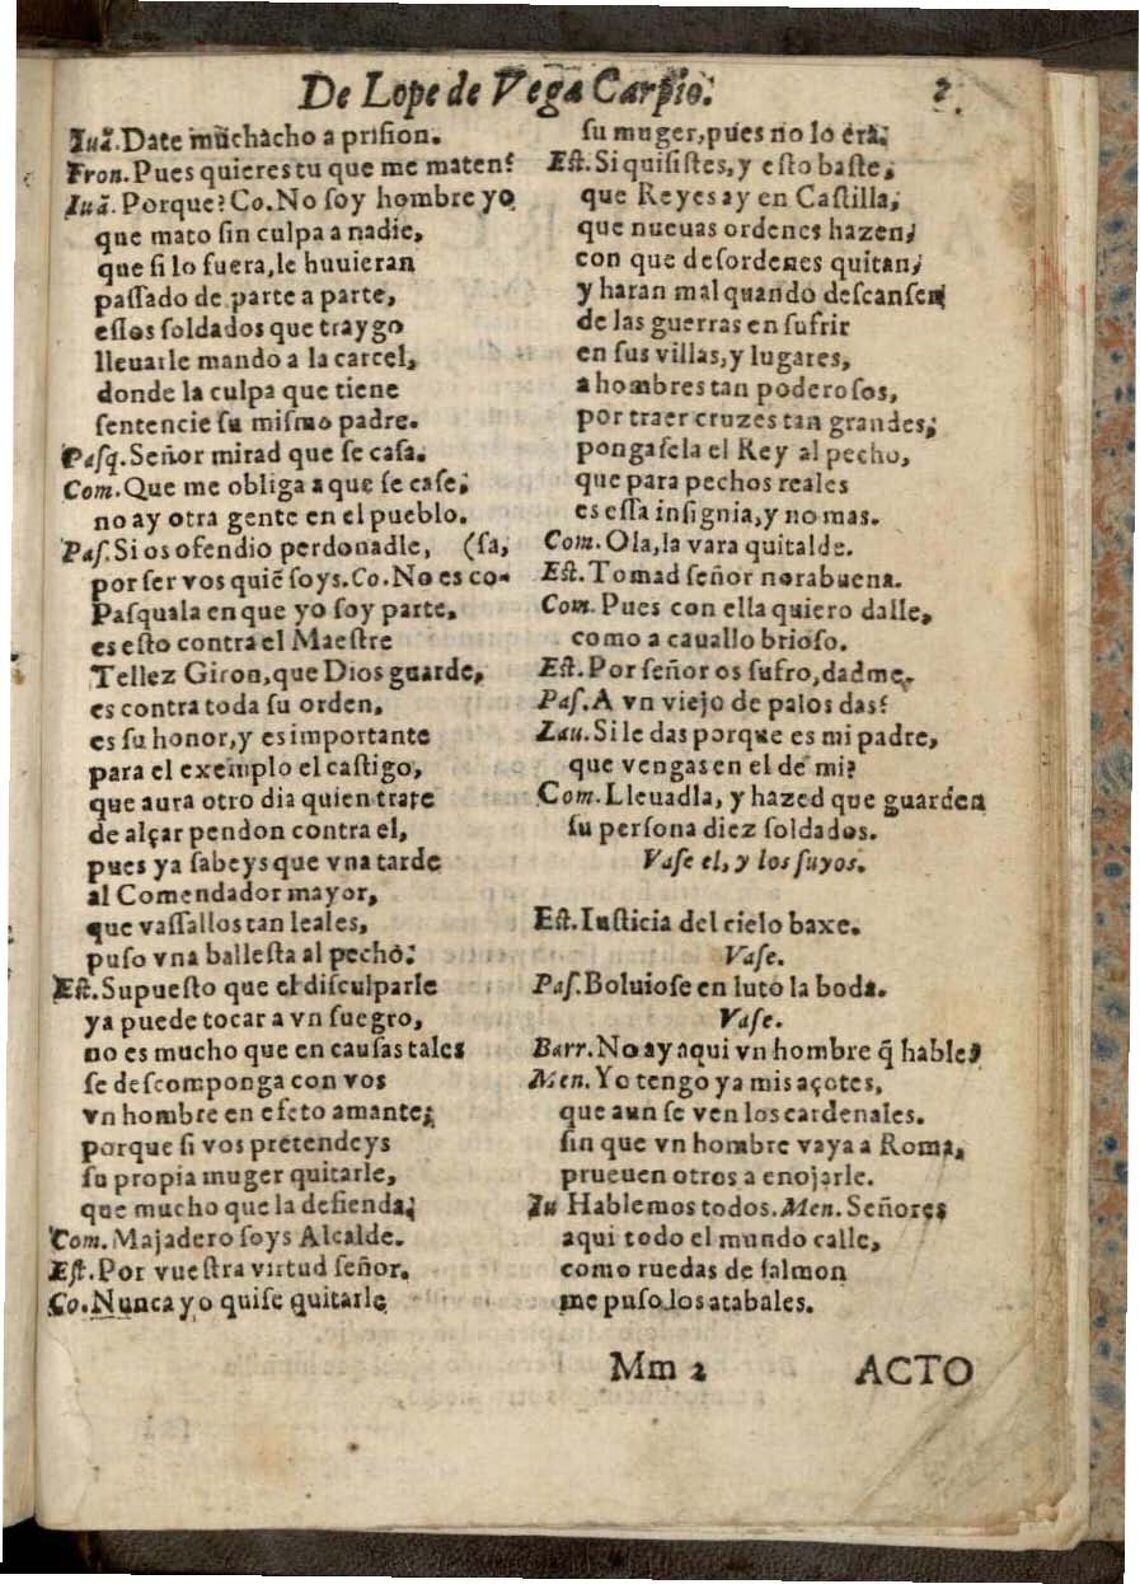 De Lope de Vega Carpio.
2.
Iuã. Date muchacho a prision.
Fron. Pues quieres tu que me maten?
Iuã. Porque? Co. No soy hombre yo
que mato sin culpa a nadie,
que si lo fuera, le huuieran
passado de parte a parte,
essos soldados que traygo
lleuarle mando a la carcel,
donde la culpa que tiene
sentencie su mismo padre.
Pasq. Señor mirad que se casa.
Com. Que me obliga a que se case;
no ay otra gente en el pueblo.
Pas. Si os ofendio perdonadle, (sa,
por ser vos quiẽ soys. Co. No es co-
Pasquala en que yo soy parte,
es esto contra el Maestre
Tellez Giron, que Dios guarde,
es contra toda su orden,
es su honor, y es importante
para el exemplo el castigo,
que aura otro dia quien trate
de alçar pendon contra el,
pues ya sabeys que vna tarde
al Comendador mayor,
que vassallos tan leales,
puso vna ballesta al pecho;
Est. Supuesto que el disculparle
ya puede tocar a vn suegro,
no es mucho que en causas tales
se descomponga con vos
vn hombre en efeto amante;
porque si vos pretendeys
su propia muger quitarle,
que mucho que la defienda;
Com. Majadero soys Alcalde.
Est. Por vuestra virtud señor.
Co. Nunca yo quise quitarle
su muger, pues no lo era;
Est. Si quisistes, y esto baste;
que Reyes ay en Castilla;
que nueuas ordenes hazen;
con que desordenes quitan;
y haran mal quando descansen
de las guerras en sufrir
en sus villas, y lugares,
a hombres tan poderosos,
por traer cruzes tan grandes;
pongasela el Rey al pecho,
que para pechos reales
es essa insignia, y no mas.
Com. Ola, la vara quitalde.
Est. Tomad señor norabuena.
Com. Pues con ella quiero dalle,
como a cauallo brioso.
Est. Por señor os sufro, dadme.
Pas. A vn viejo de palos das?
Lau. Si le das porque es mi padre,
que vengas en el de mi?
Com. Lleuadla, y hazed que guarden
su persona diez soldados.
Vase el, y los suyos.
Est. Iusticia del cielo baxe.
Vase.
Pas. Boluiose en luto la boda.
Vase.
Barr. No ay aqui vn hombre q̃ hable?
Men. Yo tengo ya mis açotes,
que aun se ven los cardenales.
sin que vn hombre vaya a Roma,
prueuen otros a enojarle.
Iu Hablemos todos. Men. Señores
aqui todo el mundo calle,
como ruedas de salmon
me puso los atabales.
Mm 2
ACTO